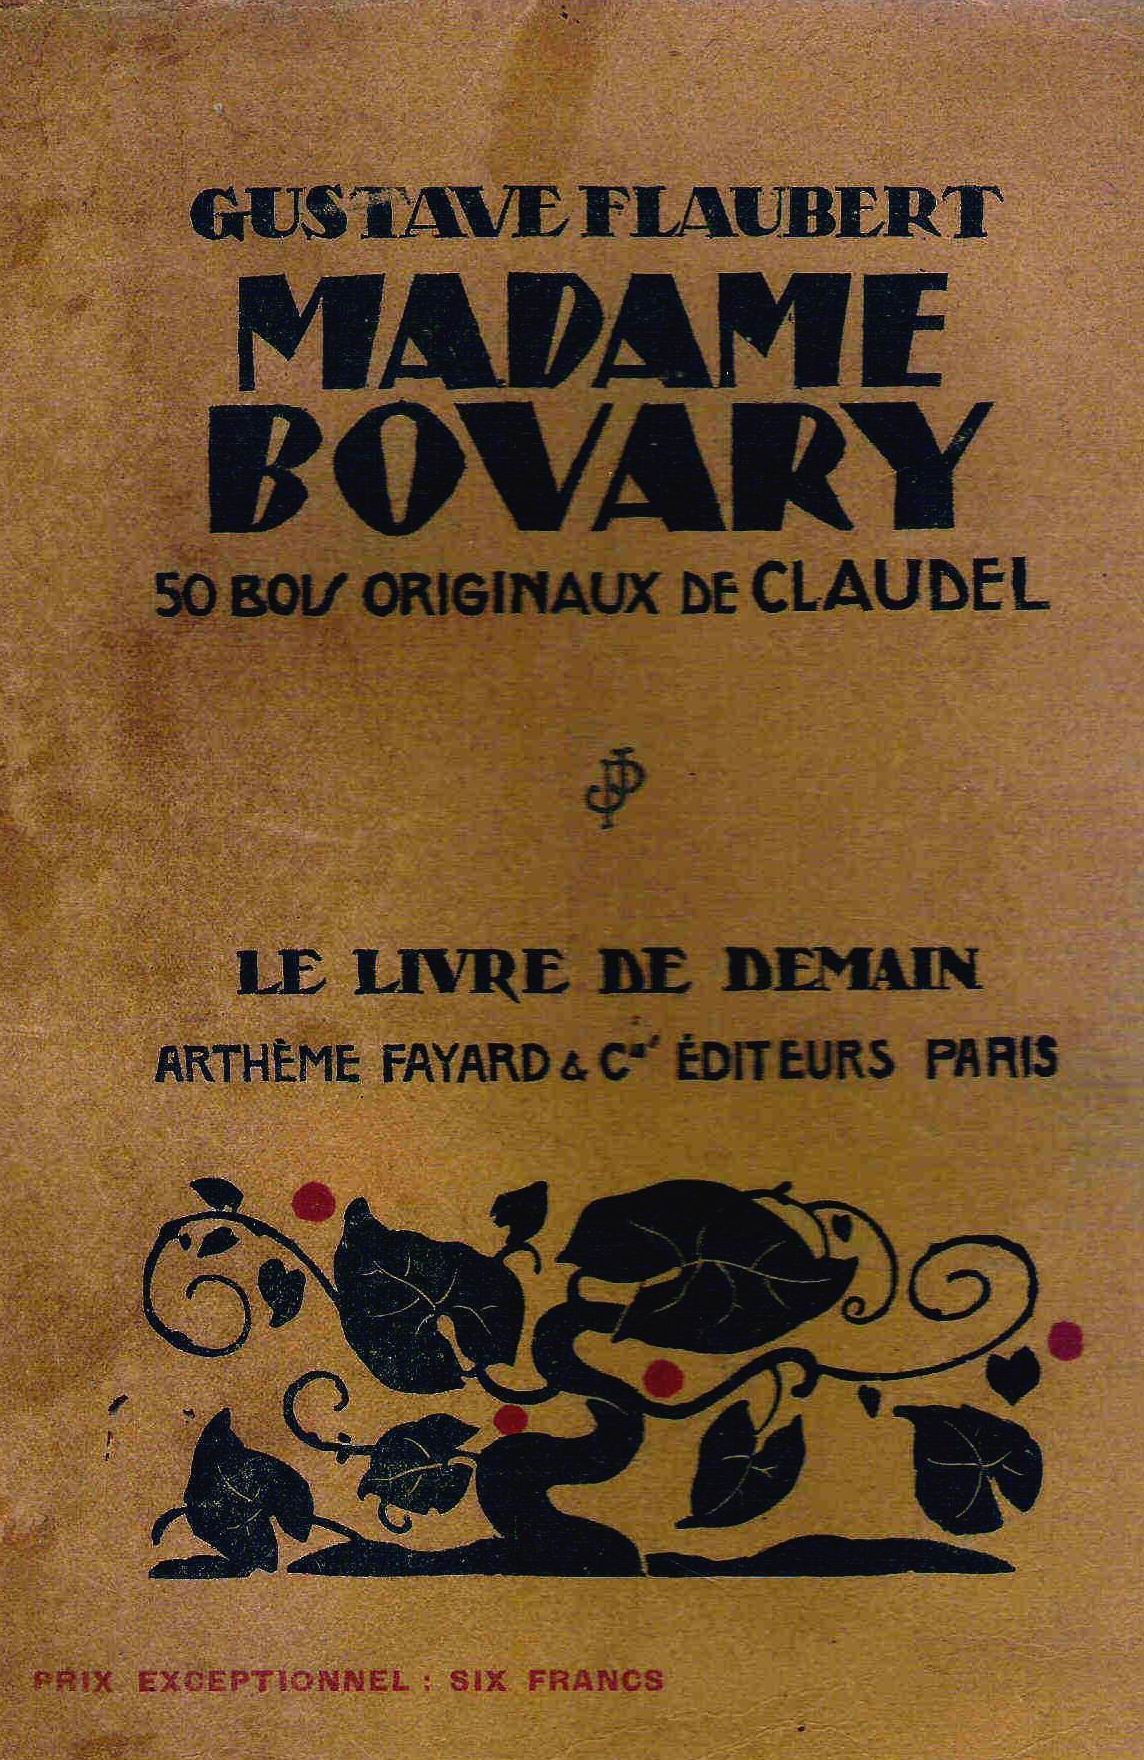 GUSTAVE FLAUBERT
MADAME
BOVARY
50 BOIS ORIGINAUX DE CLAUDEL
JP
LE LIVRE DE DEMAIN
ARTHÈME FAYARD & Cie ÉDITEURS PARIS
PRIX EXCEPTIONNEL : SIX FRANCS